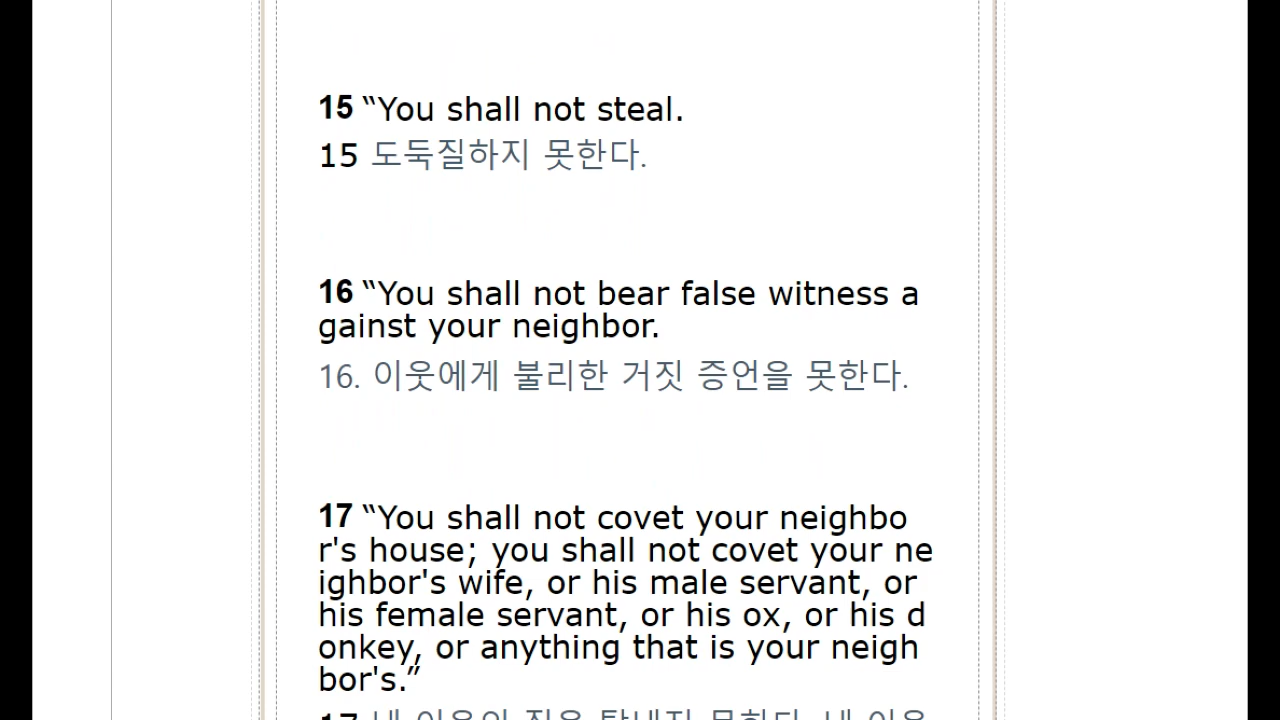 15 “You shall not steal.
15 도둑질하지 못한다.
16 “You shall not bear false witness a
gainst your neighbor.
16. 이웃에게 불리한 거짓 증언을 못한다.
17 “You shall not covet your neighbo
r's house; you shall not covet your ne
ighbor's wife, or his male servant, or
his female servant, or his ox, or his d
onkey, or anything that is your neigh
bor's.”